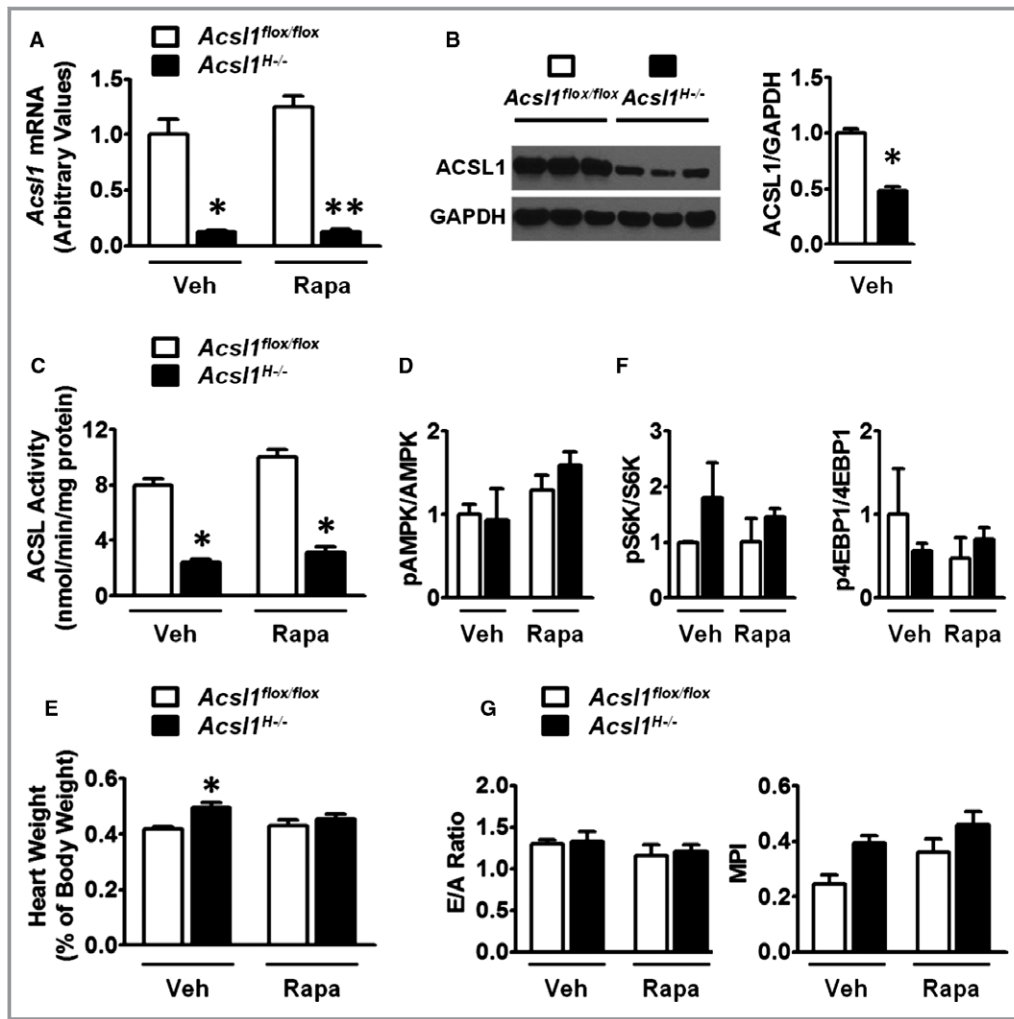 A
Acsl1flox/flox
Acsl1H-/-
Acsl1 mRNA
(Arbitrary Values)
1.5
1.0
0.5
0.0
*
**
Veh
Rapa
B
Acsl1flox/flox
Acsl1H-/-
ACSL1
GAPDH
ACSL1/GAPDH
1.5
1.0
0.5
0.0
*
Veh
C
Acsl1flox/flox
Acsl1H-/-
ACSL Activity
(nmol/min/mg protein)
12
8
4
0
*
*
Veh
Rapa
D
pAMPK/AMPK
2
1
0
Veh
Rapa
F
pS6K/S6K
3
2
1
0
Veh
Rapa
p4EBP1/4EBP1
2
1
0
Veh
Rapa
E
Acsl1flox/flox
Acsl1H-/-
Heart Weight
(% of Body Weight)
0.6
0.4
0.2
0.0
*
Veh
Rapa
G
Acsl1flox/flox
Acsl1H-/-
E/A Ratio
2.0
1.5
1.0
0.5
0.0
Veh
Rapa
MPI
0.6
0.4
0.2
0.0
Veh
Rapa